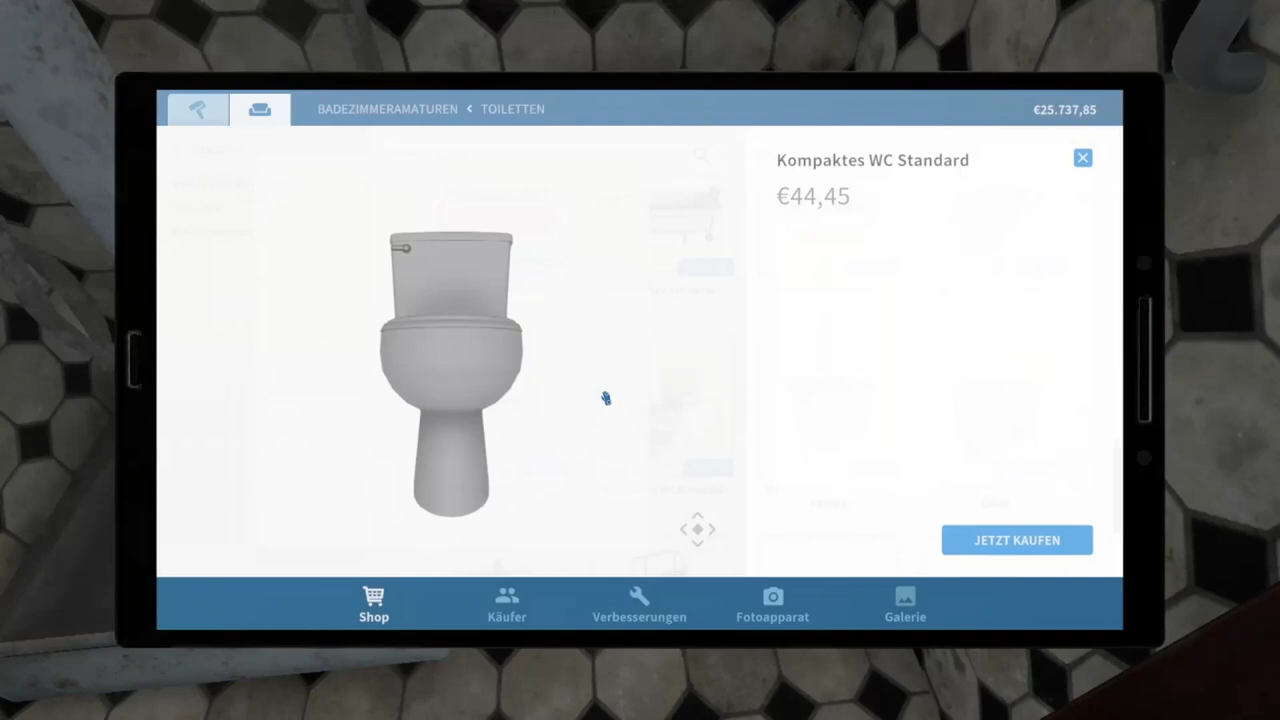 BADEZIMMERAMATUREN < TOILETTEN
€25.737,85
Kompaktes WC Standard
€44,45
JETZT KAUFEN
Shop
Käufer
Verbesserungen
Fotoapparat
Galerie